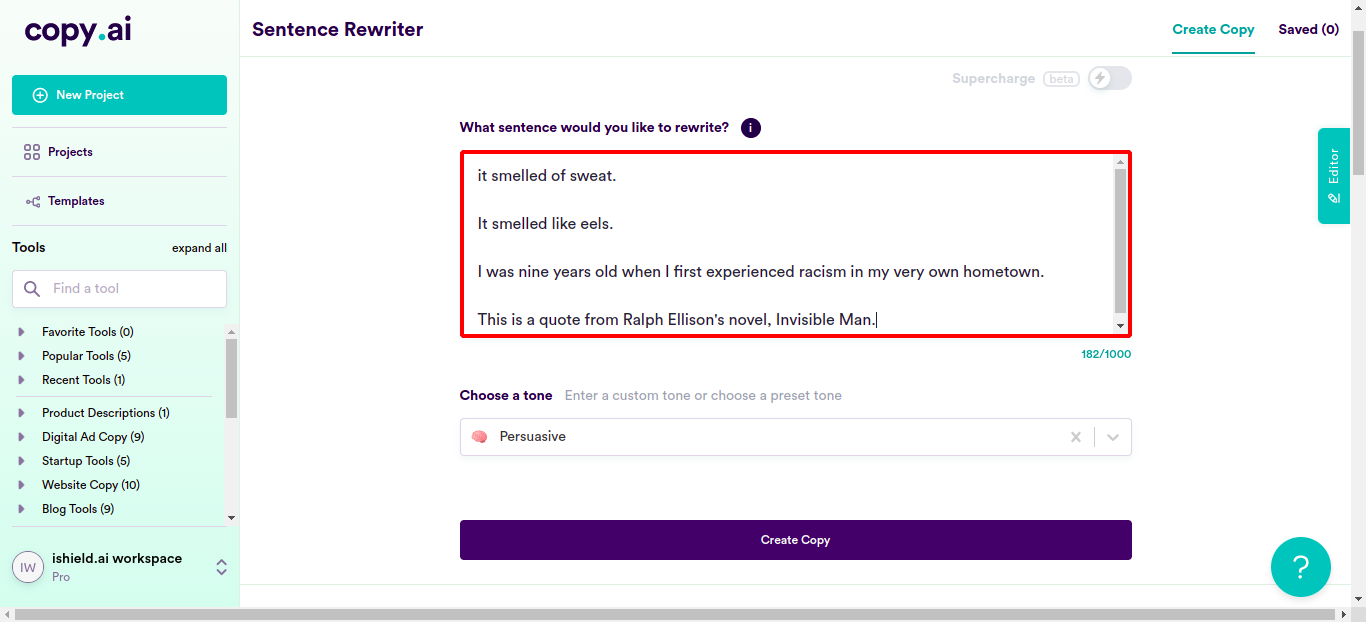 copy.ai
New Project
Projects
Templates
Tools
expand all
Find a tool
Favorite Tools (0)
Popular Tools (5)
Recent Tools (1)
Product Descriptions (1)
Digital Ad Copy (9)
Startup Tools (5)
Website Copy (10)
Blog Tools (9)
IW
ishield.ai workspace
Pro
Sentence Rewriter
Create Copy
Saved (0)
Supercharge
beta
What sentence would you like to rewrite?
i
it smelled of sweat.
It smelled like eels.
I was nine years old when I first experienced racism in my very own hometown.
This is a quote from Ralph Ellison's novel, Invisible Man.
182/1000
Choose a tone
Enter a custom tone or choose a preset tone
Persuasive
Create Copy
Editor
?